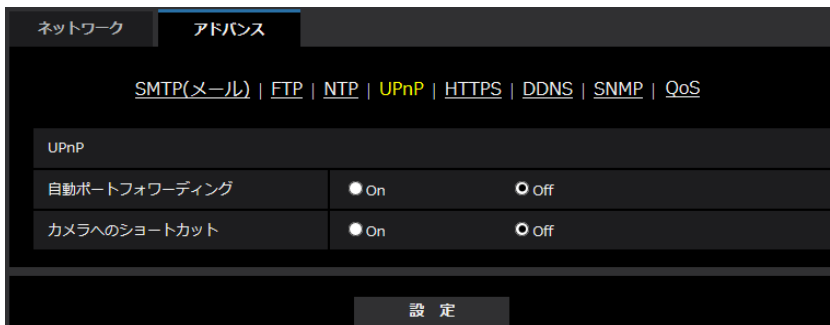 ネットワーク アドバンス
SMTP(メール) | FTP | NTP | UPnP | HTTPS | DDNS | SNMP | QoS
UPnP
自動ポートフォワーディング On Off
カメラへのショートカット On Off
設 定